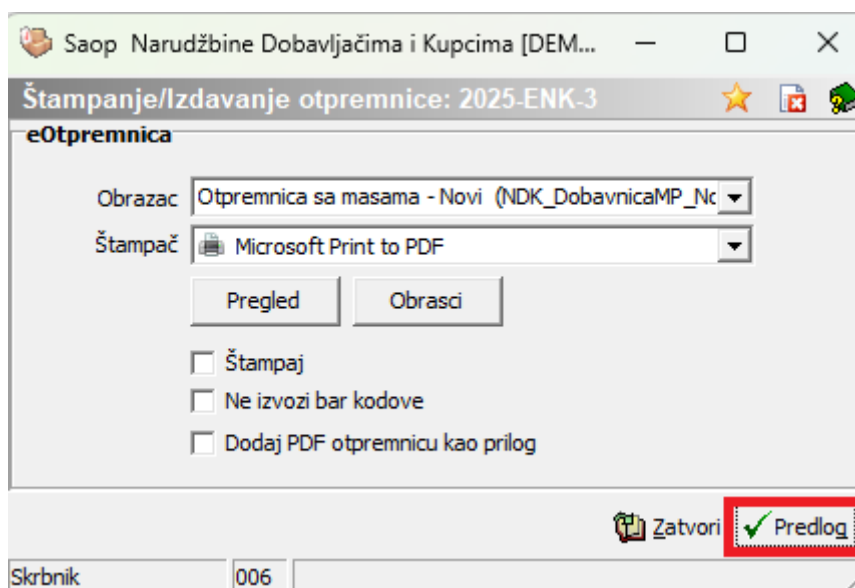 Saop Narudžbine Dobavljačima i Kupcima [DEM...
Štampanje/Izdavanje otpremnice: 2025-ENK-3
eOtpremnica
Obrazac Otpremnica sa masama - Novi (NDK_DobavnicaMP_Nc
Štampač Microsoft Print to PDF
Pregled Obrasci
Štampaj
Ne izvozi bar kodove
Dodaj PDF otpremnicu kao prilog
Zatvori Predlog
Skrbnik 006